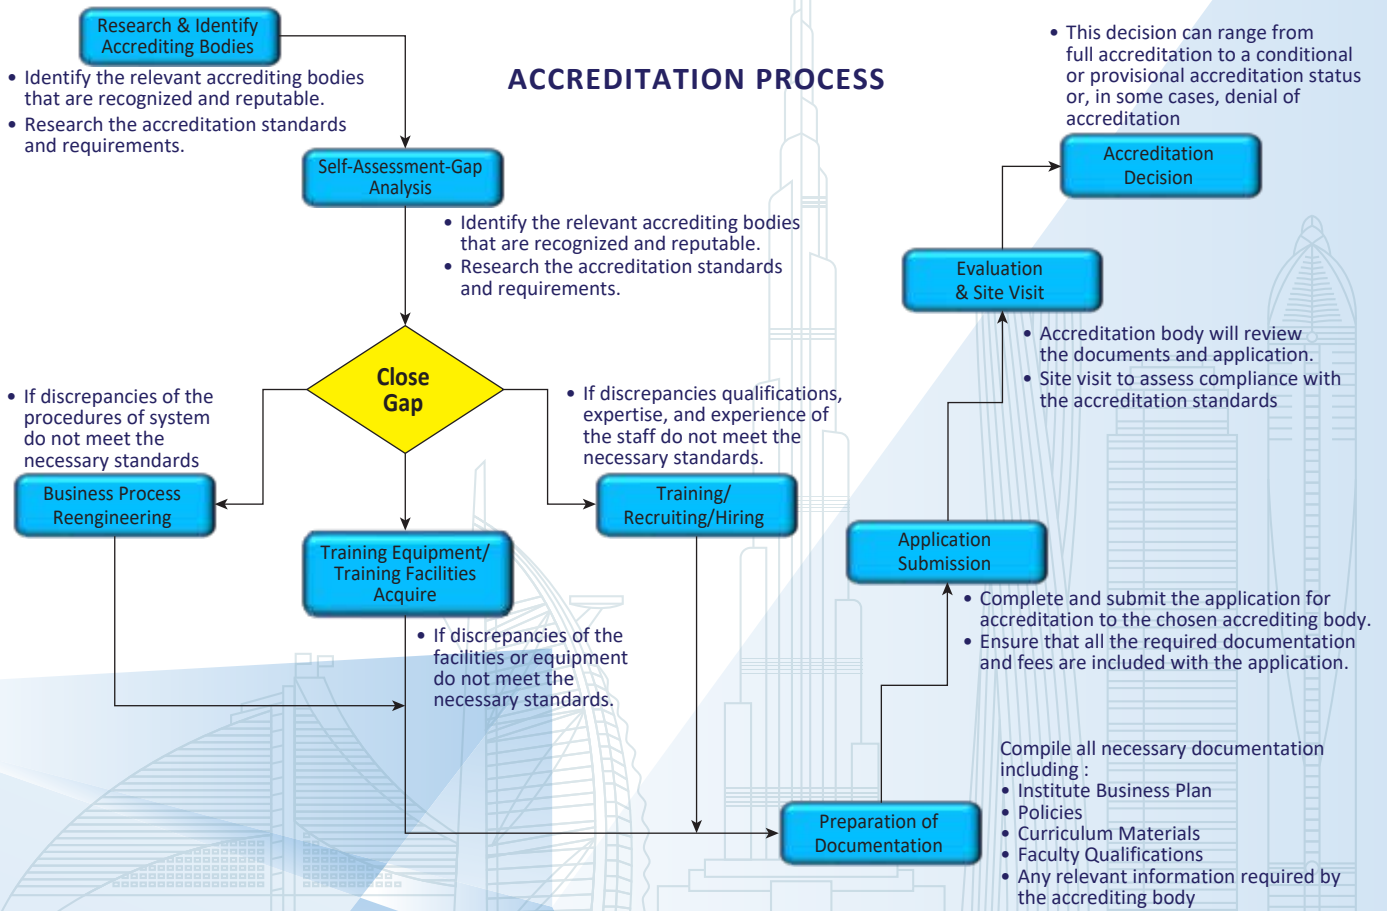 ACCREDITATION PROCESS
Research & Identify
Accrediting Bodies
• Identify the relevant accrediting bodies
that are recognized and reputable.
• Research the accreditation standards
and requirements.
Self-Assessment-Gap
Analysis
• Identify the relevant accrediting bodies
that are recognized and reputable.
• Research the accreditation standards
and requirements.
Close
Gap
• If discrepancies of the
procedures of system
do not meet the
necessary standards
Business Process
Reengineering
Training Equipment/
Training Facilities
Acquire
• If discrepancies of the
facilities or equipment
do not meet the
necessary standards.
• If discrepancies qualifications,
expertise, and experience of
the staff do not meet the
necessary standards.
Training/
Recruiting/Hiring
Preparation of
Documentation
Compile all necessary documentation
including :
• Institute Business Plan
• Policies
• Curriculum Materials
• Faculty Qualifications
• Any relevant information required by
the accrediting body
Application
Submission
• Complete and submit the application for
accreditation to the chosen accrediting body.
• Ensure that all the required documentation
and fees are included with the application.
Evaluation
& Site Visit
• Accreditation body will review
the documents and application.
• Site visit to assess compliance with
the accreditation standards
• This decision can range from
full accreditation to a conditional
or provisional accreditation status
or, in some cases, denial of
accreditation
Accreditation
Decision